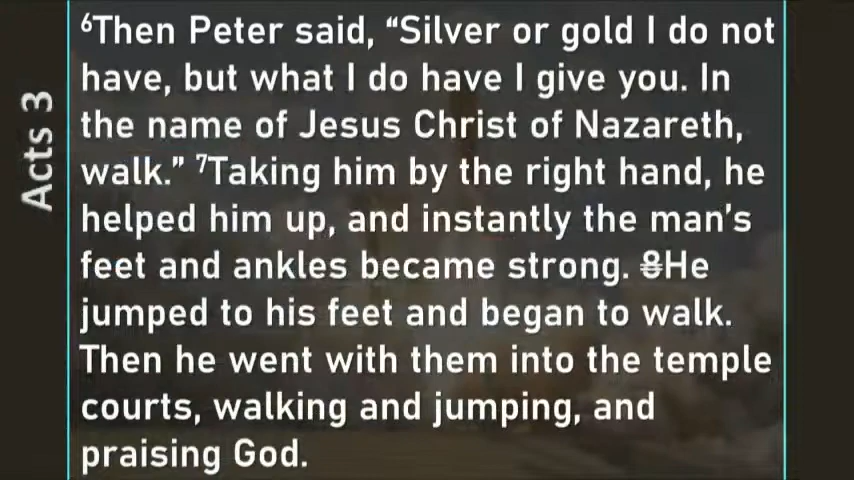 Acts 3
⁶Then Peter said, “Silver or gold I do not
have, but what I do have I give you. In
the name of Jesus Christ of Nazareth,
walk.” ⁷Taking him by the right hand, he
helped him up, and instantly the man’s
feet and ankles became strong. 8He
jumped to his feet and began to walk.
Then he went with them into the temple
courts, walking and jumping, and
praising God.